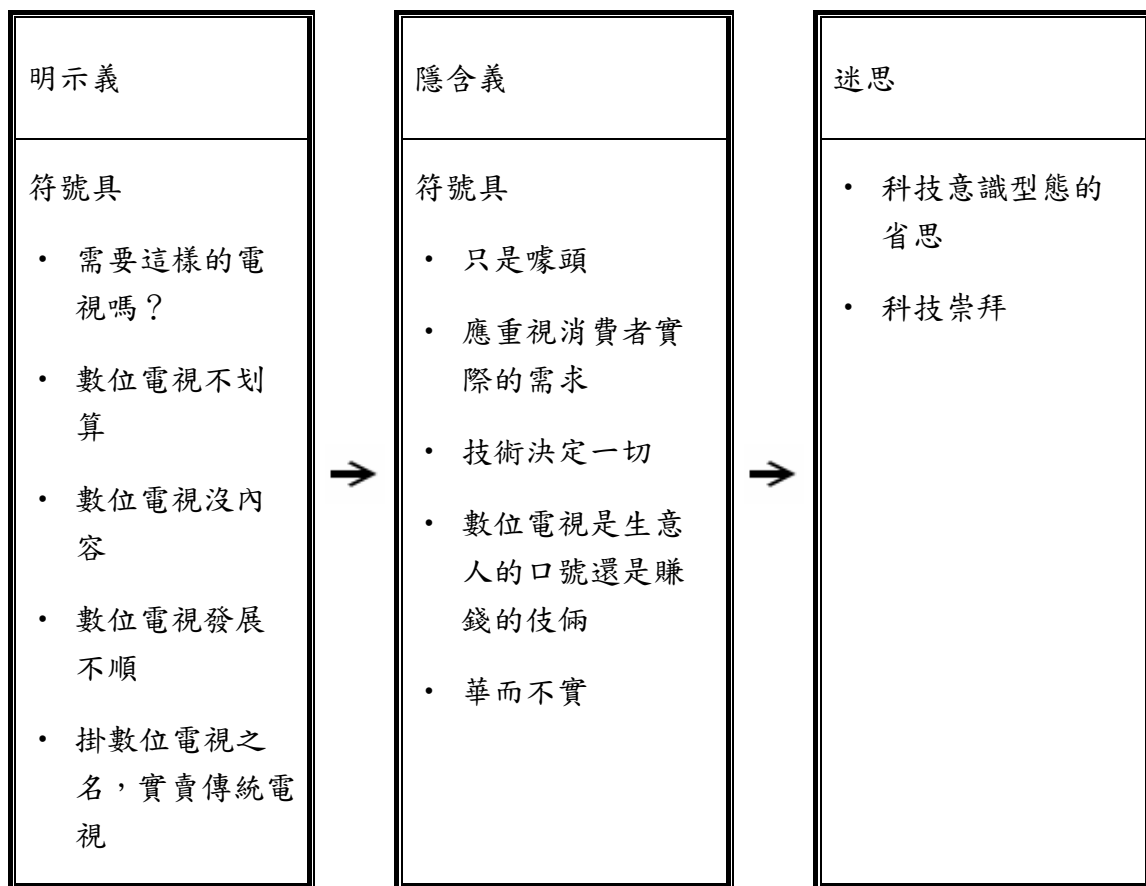 明示義
符號具
• 需要這樣的電
視嗎？
• 數位電視不划
算
• 數位電視沒內
容
• 數位電視發展
不順
• 掛數位電視之
名，實賣傳統電
視
隱含義
符號具
• 只是噱頭
• 應重視消費者實
際的需求
• 技術決定一切
• 數位電視是生意
人的口號還是賺
錢的伎倆
• 華而不實
迷思
• 科技意識型態的
省思
• 科技崇拜